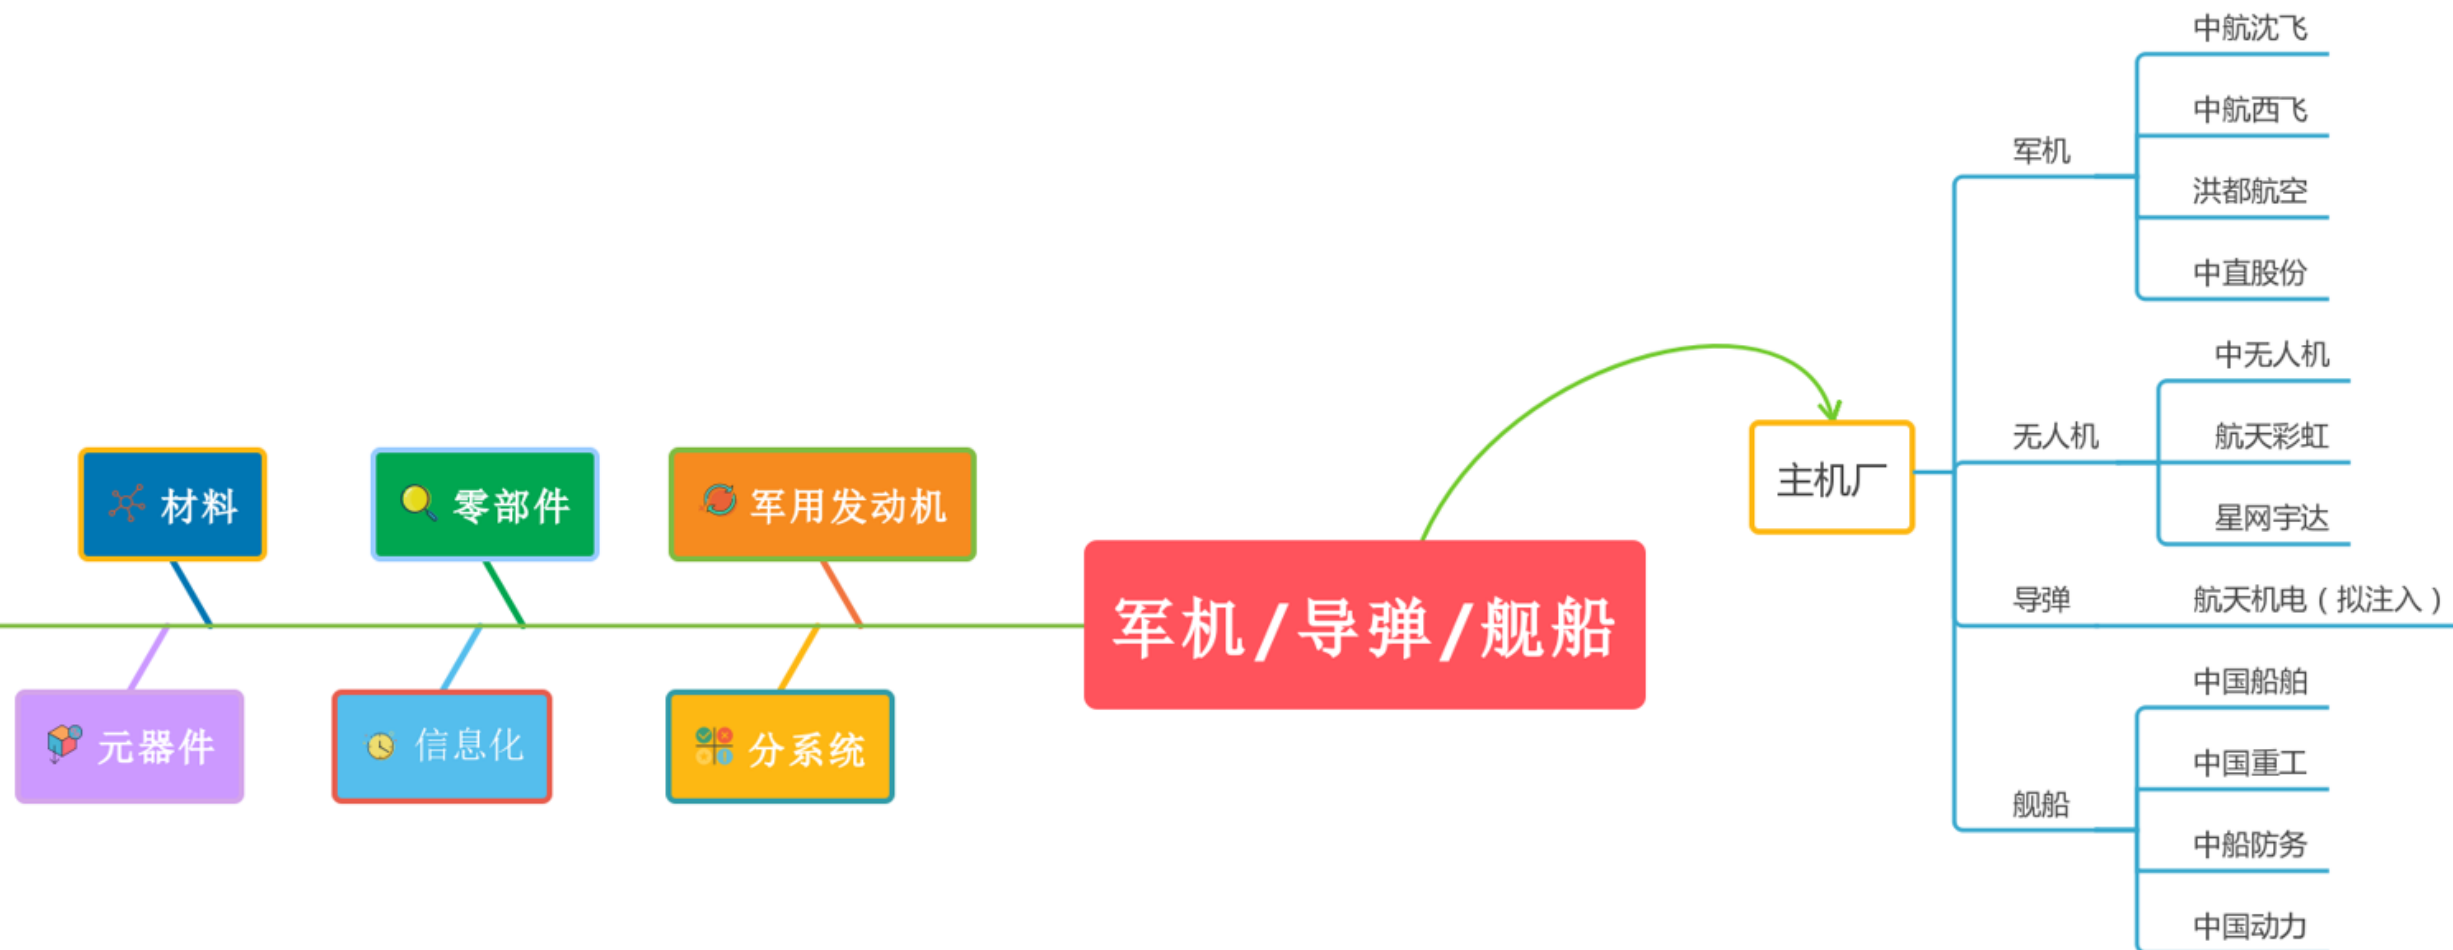 材料
零部件
军用发动机
元器件
信息化
分系统
军机/导弹/舰船
主机厂
军机
中航沈飞
中航西飞
洪都航空
中直股份
无人机
中无人机
航天彩虹
星网宇达
导弹
航天机电（拟注入）
舰船
中国船舶
中国重工
中船防务
中国动力